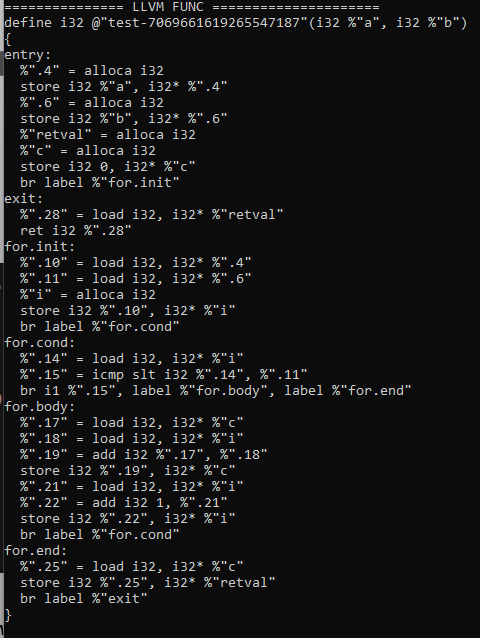 =============== LLVM FUNC =====================
define i32 @"test-7069661619265547187"(i32 %"a", i32 %"b")
{
entry:
  %".4" = alloca i32
  store i32 %"a", i32* %".4"
  %".6" = alloca i32
  store i32 %"b", i32* %".6"
  %"retval" = alloca i32
  %"c" = alloca i32
  store i32 0, i32* %"c"
  br label %"for.init"
exit:
  %".28" = load i32, i32* %"retval"
  ret i32 %".28"
for.init:
  %".10" = load i32, i32* %".4"
  %".11" = load i32, i32* %".6"
  %"i" = alloca i32
  store i32 %".10", i32* %"i"
  br label %"for.cond"
for.cond:
  %".14" = load i32, i32* %"i"
  %".15" = icmp slt i32 %".14", %".11"
  br i1 %".15", label %"for.body", label %"for.end"
for.body:
  %".17" = load i32, i32* %"c"
  %".18" = load i32, i32* %"i"
  %".19" = add i32 %".17", %".18"
  store i32 %".19", i32* %"c"
  %".21" = load i32, i32* %"i"
  %".22" = add i32 1, %".21"
  store i32 %".22", i32* %"i"
  br label %"for.cond"
for.end:
  %".25" = load i32, i32* %"c"
  store i32 %".25", i32* %"retval"
  br label %"exit"
}